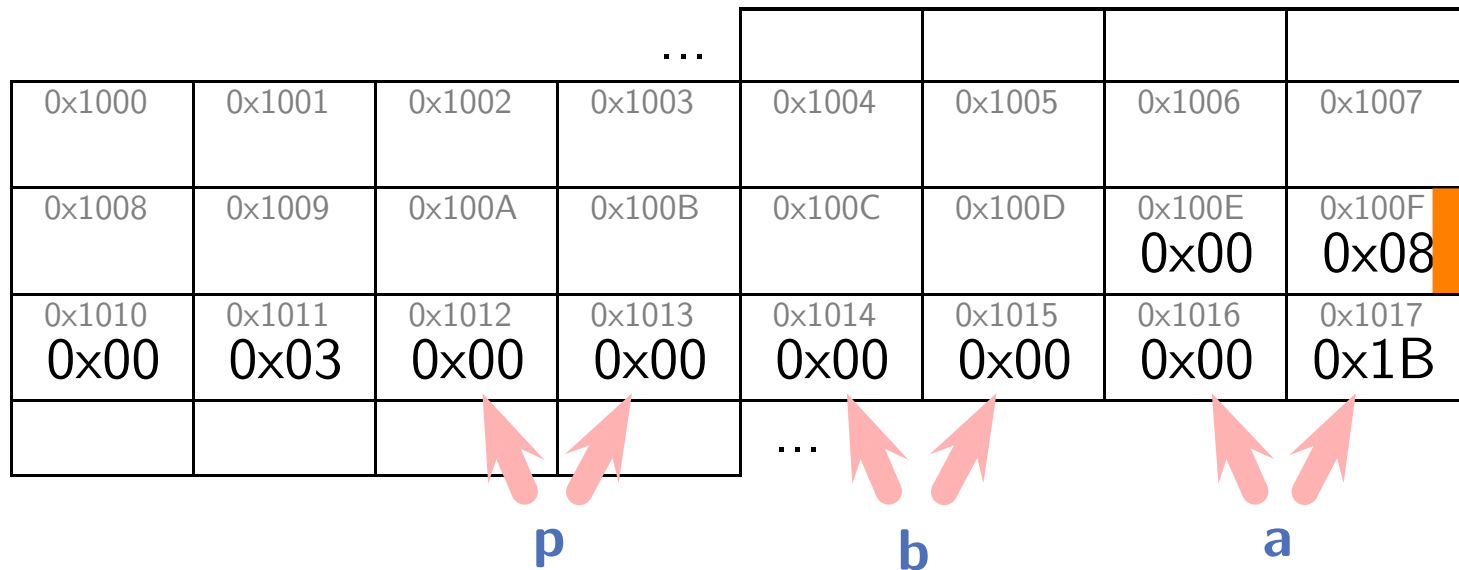 ...
0x1000 0x1001 0x1002 0x1003 0x1004 0x1005 0x1006 0x1007
0x1008 0x1009 0x100A 0x100B 0x100C 0x100D 0x100E 0x100F
0x00 0x08
0x1010 0x1011 0x1012 0x1013 0x1014 0x1015 0x1016 0x1017
0x00 0x03 0x00 0x00 0x00 0x00 0x00 0x1B
...
p b a